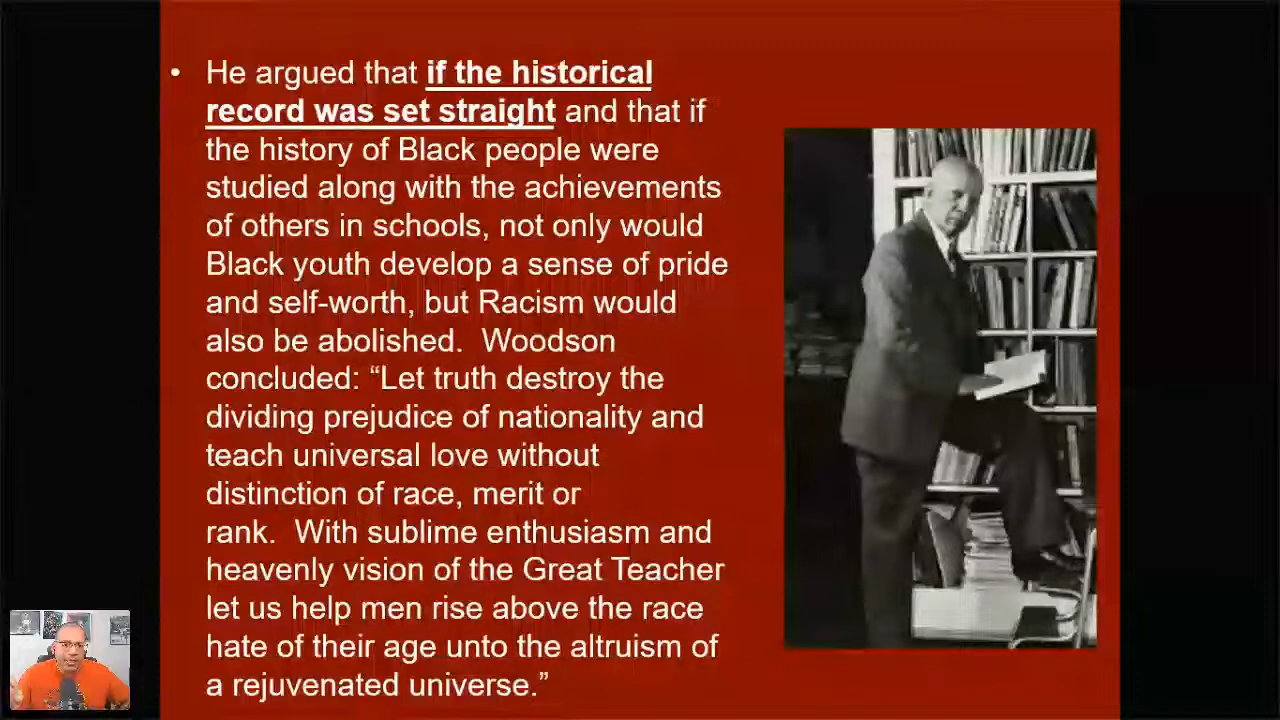 • He argued that if the historical
record was set straight and that if
the history of Black people were
studied along with the achievements
of others in schools, not only would
Black youth develop a sense of pride
and self-worth, but Racism would
also be abolished.  Woodson
concluded: “Let truth destroy the
dividing prejudice of nationality and
teach universal love without
distinction of race, merit or
rank.  With sublime enthusiasm and
heavenly vision of the Great Teacher
let us help men rise above the race
hate of their age unto the altruism of
a rejuvenated universe.”